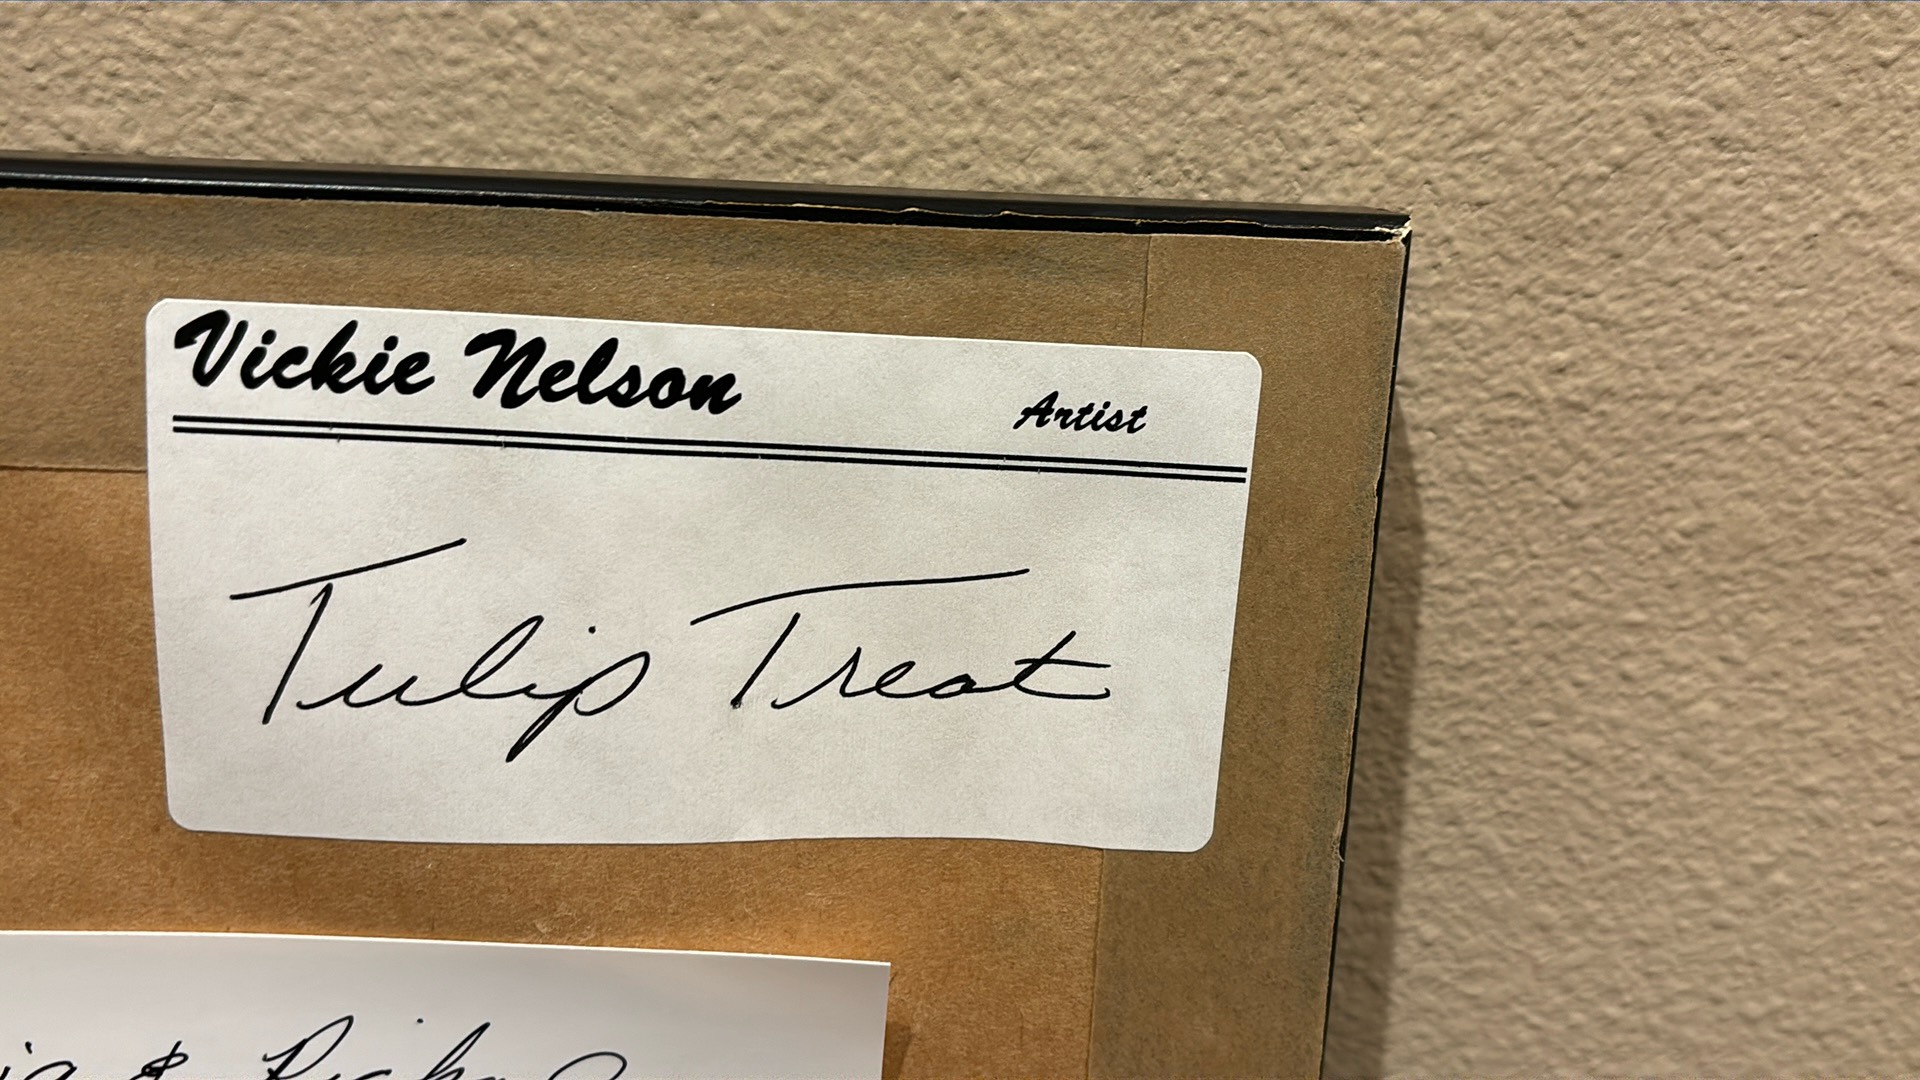 Vickie Nelson
Artist
Tulip Treat
&